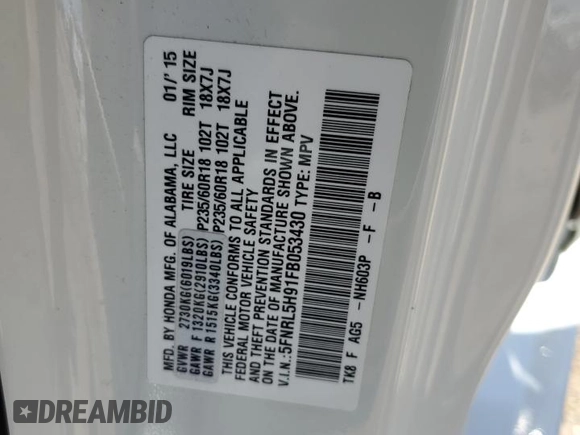 MFD. BY HONDA MFG. OF ALABAMA, LLC 01/'15
GVWR 2730KG(6019LBS) TIRE SIZE RIM SIZE
GAWR F 1320KG(2910LBS) P235/60R18 102T 18X7J
GAWR R 1515KG(3340LBS) P235/60R18 102T 18X7J
THIS VEHICLE CONFORMS TO ALL APPLICABLE
FEDERAL MOTOR VEHICLE SAFETY
AND THEFT PREVENTION STANDARDS IN EFFECT
ON THE DATE OF MANUFACTURE SHOWN ABOVE.
V.I.N.:5FNRL5H91FB053430 TYPE: MPV
TK8 F AG5 -NH603P -F -B
DREAMBID